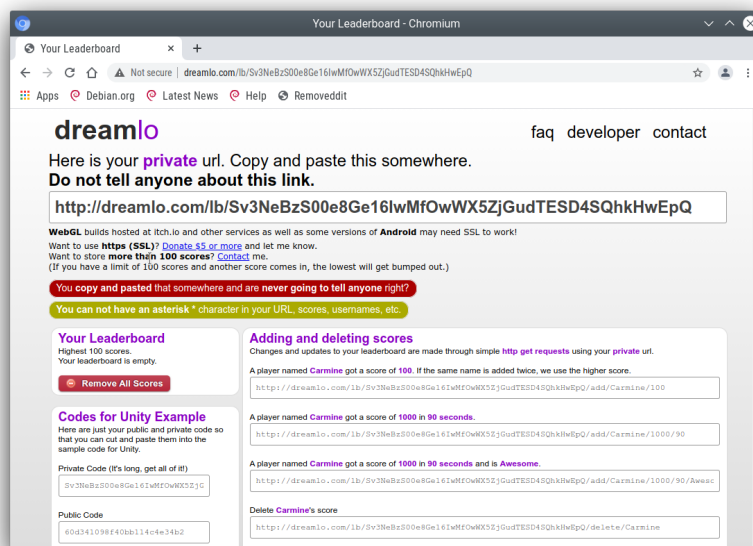 Your Leaderboard - Chromium
Your Leaderboard × +
Not secure | dreamlo.com/lb/Sv3NeBzS00e8Ge16IwMfOwWX5ZjGudTESD4SQhkHwEpQ
Apps Debian.org Latest News Help Removeddit
dreamlo
faq developer contact
Here is your private url. Copy and paste this somewhere.
Do not tell anyone about this link.
http://dreamlo.com/lb/Sv3NeBzS00e8Ge16IwMfOwWX5ZjGudTESD4SQhkHwEpQ
WebGL builds hosted at itch.io and other services as well as some versions of Android may need SSL to work!
Want to use https (SSL)? Donate $5 or more and let me know.
Want to store more than 100 scores? Contact me.
(If you have a limit of 100 scores and another score comes in, the lowest will get bumped out.)
You copy and pasted that somewhere and are never going to tell anyone right?
You can not have an asterisk * character in your URL, scores, usernames, etc.
Your Leaderboard
Highest 100 scores.
Your leaderboard is empty.
Remove All Scores
Codes for Unity Example
Here are just your public and private code so
that you can cut and paste them into the
sample code for Unity.
Private Code (It's long, get all of it!)
Sv3NeBzS00e8Ge16IwMfOwWX5ZjG
Public Code
60d341098f40bb114c4e34b2
Adding and deleting scores
Changes and updates to your leaderboard are made through simple http get requests using your private url.
A player named Carmine got a score of 100. If the same name is added twice, we use the higher score.
http://dreamlo.com/lb/Sv3NeBzS00e8Ge16IwMfOwWX5ZjGudTESD4SQhkHwEpQ/add/Carmine/100
A player named Carmine got a score of 1000 in 90 seconds.
http://dreamlo.com/lb/Sv3NeBzS00e8Ge16IwMfOwWX5ZjGudTESD4SQhkHwEpQ/add/Carmine/1000/90
A player named Carmine got a score of 1000 in 90 seconds and is Awesome.
http://dreamlo.com/lb/Sv3NeBzS00e8Ge16IwMfOwWX5ZjGudTESD4SQhkHwEpQ/add/Carmine/1000/90/Awesc
Delete Carmine's score
http://dreamlo.com/lb/Sv3NeBzS00e8Ge16IwMfOwWX5ZjGudTESD4SQhkHwEpQ/delete/Carmine